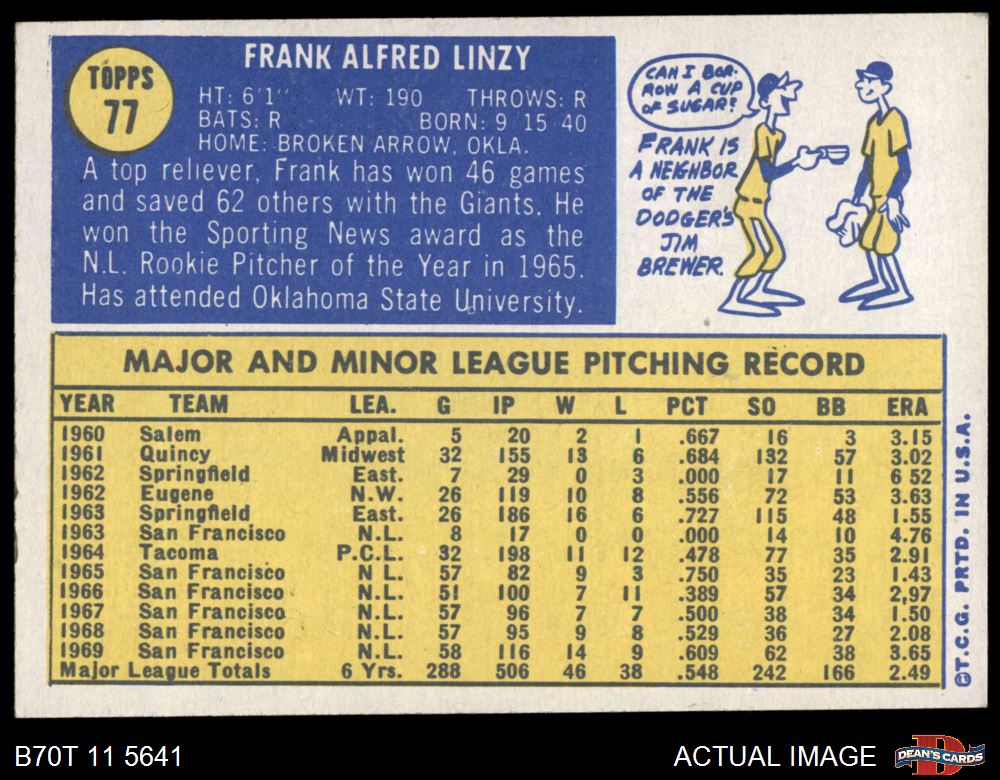 TOPPS
77
FRANK ALFRED LINZY
HT: 6'1" WT: 190 THROWS: R
BATS: R BORN: 9 15 40
HOME: BROKEN ARROW, OKLA.
A top reliever, Frank has won 46 games
and saved 62 others with the Giants. He
won the Sporting News award as the
N.L. Rookie Pitcher of the Year in 1965.
Has attended Oklahoma State University.
CAN I BOR-
ROW A CUP
OF SUGAR?
FRANK IS
A NEIGHBOR
OF THE
DODGER'S
JIM
BREWER.
MAJOR AND MINOR LEAGUE PITCHING RECORD
YEAR TEAM LEA. G IP W L PCT SO BB ERA
1960 Salem Appal. 5 20 2 1 .667 16 3 3.15
1961 Quincy Midwest 32 155 13 6 .684 132 57 3.02
1962 Springfield East. 7 29 0 3 .000 17 11 6 52
1962 Eugene N.W. 26 119 10 8 .556 72 53 3.63
1963 Springfield East. 26 186 16 6 .727 115 48 1.55
1963 San Francisco N.L. 8 17 0 0 .000 14 10 4.76
1964 Tacoma P.C.L. 32 198 11 12 .478 77 35 2.91
1965 San Francisco N L. 57 82 9 3 .750 35 23 1.43
1966 San Francisco N.L. 51 100 7 11 .389 57 34 2,97
1967 San Francisco N.L. 57 96 7 7 .500 38 34 1.50
1968 San Francisco N.L. 57 95 9 8 .529 36 27 2.08
1969 San Francisco N.L. 58 116 14 9 .609 62 38 3.65
Major League Totals 6 Yrs. 288 506 46 38 .548 242 166 2.49
©T.C.G. PRTD. IN U.S.A.
B70T 11 5641
ACTUAL IMAGE
DEAN'S CARDS